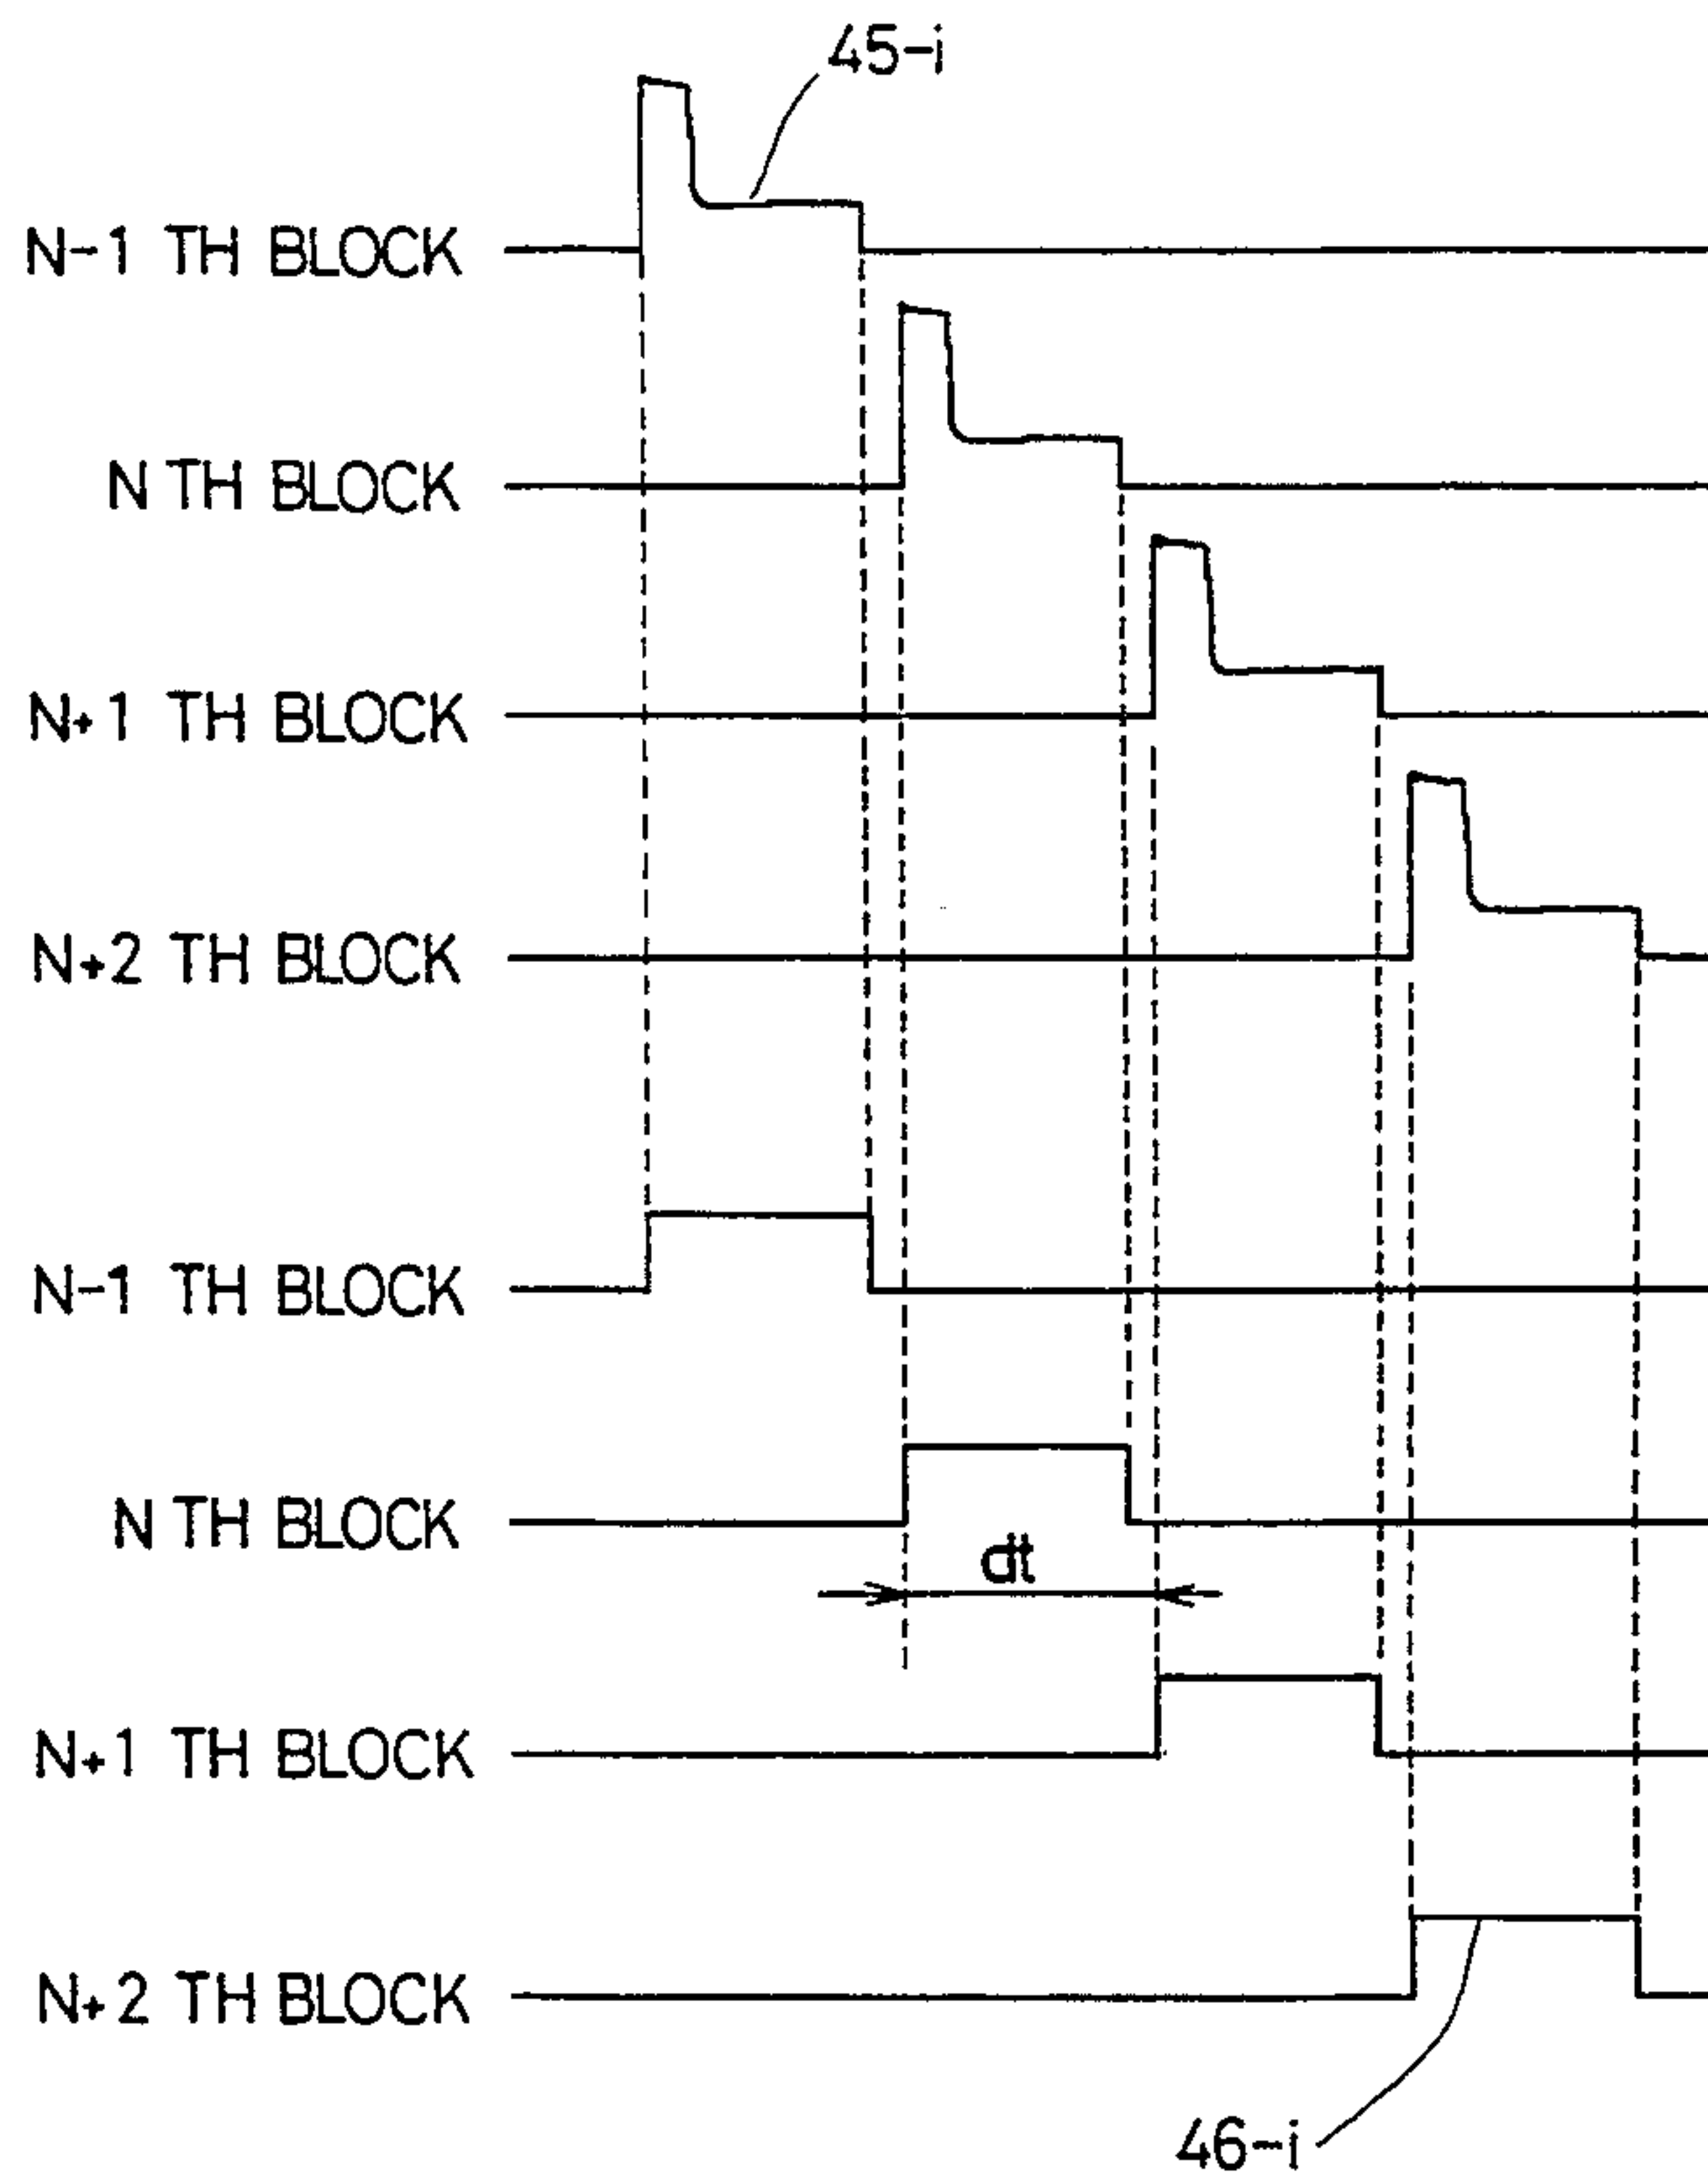 45-i
N-1 TH BLOCK
N TH BLOCK
N+1 TH BLOCK
N+2 TH BLOCK
N-1 TH BLOCK
N TH BLOCK
dt
N+1 TH BLOCK
N+2 TH BLOCK
46-i